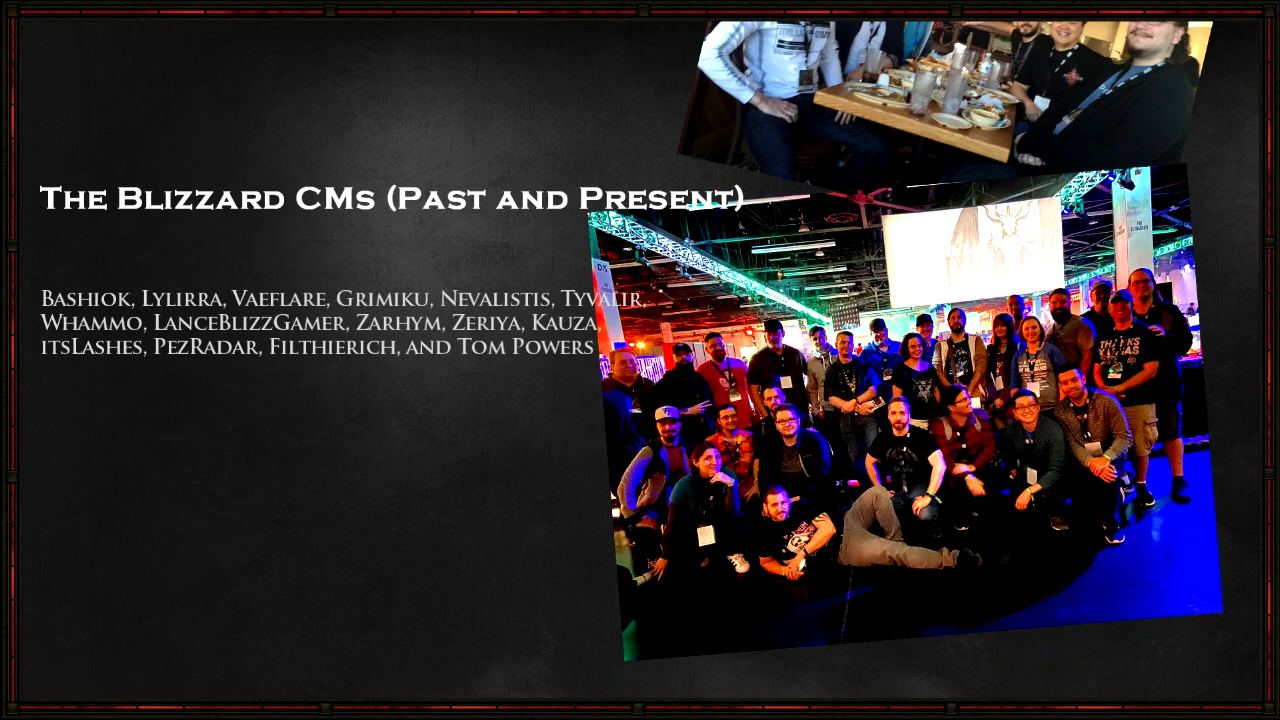 The Blizzard CMs (Past and Present)
Bashiok, Lylirra, Vaeflare, Grimiku, Nevalistis, Tyvalir,
Whammo, LanceBlizzGamer, Zarhym, Zeriya, Kauza,
itsLashes, PezRadar, Filthierich, and Tom Powers